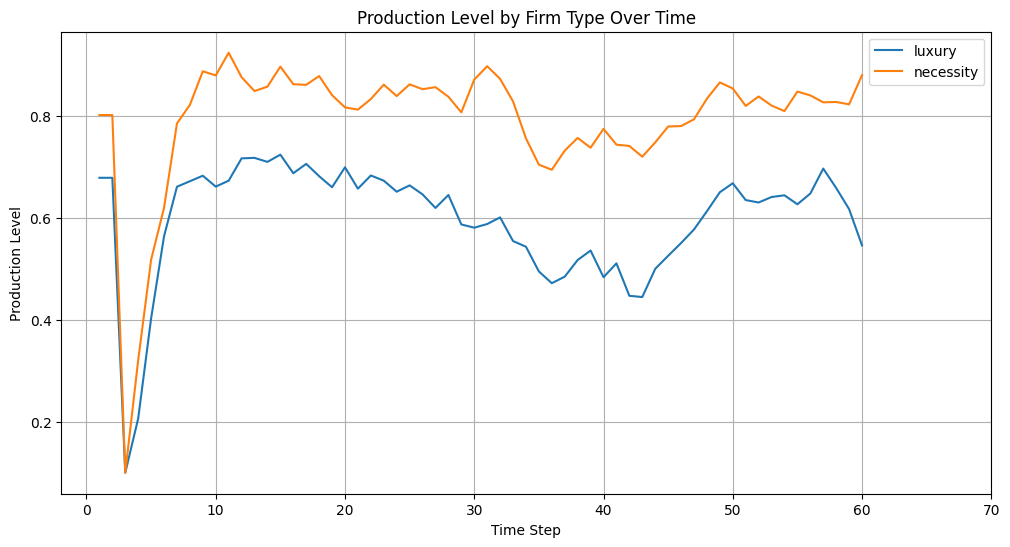 Production Level by Firm Type Over Time
luxury
necessity
Production Level
0.8
0.6
0.4
0.2
0 10 20 30 40 50 60 70
Time Step